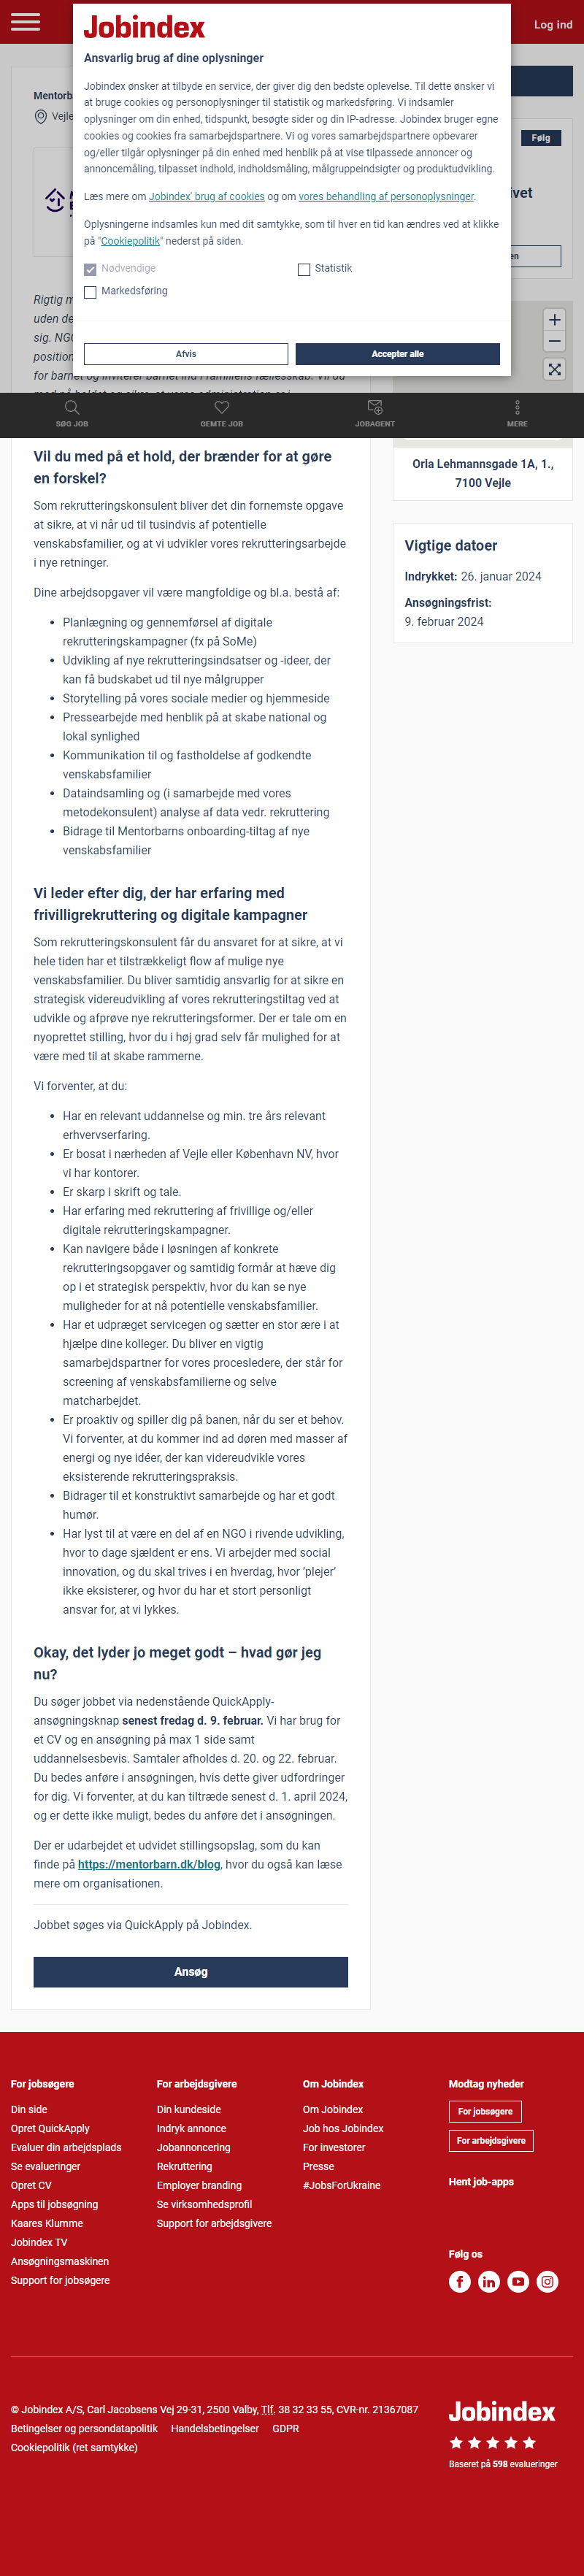 Jobindex
Log ind
Ansvarlig brug af dine oplysninger
Jobindex ønsker at tilbyde en service, der giver dig den bedste oplevelse. Til dette ønsker vi
at bruge cookies og personoplysninger til statistik og markedsføring. Vi indsamler
oplysninger om din enhed, tidspunkt, besøgte sider og din IP-adresse. Jobindex bruger egne
cookies og cookies fra samarbejdspartnere. Vi og vores samarbejdspartnere opbevarer
og/eller tilgår oplysninger på din enhed med henblik på at vise tilpassede annoncer og
annoncemåling, tilpasset indhold, indholdsmåling, målgruppeindsigter og produktudvikling.
Læs mere om Jobindex' brug af cookies og om vores behandling af personoplysninger.
Oplysningerne indsamles kun med dit samtykke, som til hver en tid kan ændres ved at klikke
på "Cookiepolitik" nederst på siden.
Nødvendige
Statistik
Markedsføring
Afvis
Accepter alle
Mentorb
Vejle
Følg
ivet
en
Rigtig m
uden de
sig. NGO
position
for barnet og inviterer barnet ind i familiens fællesskab. Vil du
SØG JOB
GEMTE JOB
JOBAGENT
MERE
Vil du med på et hold, der brænder for at gøre
en forskel?
Som rekrutteringskonsulent bliver det din fornemste opgave
at sikre, at vi når ud til tusindvis af potentielle
venskabsfamilier, og at vi udvikler vores rekrutteringsarbejde
i nye retninger.
Dine arbejdsopgaver vil være mangfoldige og bl.a. bestå af:
• Planlægning og gennemførsel af digitale
rekrutteringskampagner (fx på SoMe)
• Udvikling af nye rekrutteringsindsatser og -ideer, der
kan få budskabet ud til nye målgrupper
• Storytelling på vores sociale medier og hjemmeside
• Pressearbejde med henblik på at skabe national og
lokal synlighed
• Kommunikation til og fastholdelse af godkendte
venskabsfamilier
• Dataindsamling og (i samarbejde med vores
metodekonsulent) analyse af data vedr. rekruttering
• Bidrage til Mentorbarns onboarding-tiltag af nye
venskabsfamilier
Vi leder efter dig, der har erfaring med
frivilligrekruttering og digitale kampagner
Som rekrutteringskonsulent får du ansvaret for at sikre, at vi
hele tiden har et tilstrækkeligt flow af mulige nye
venskabsfamilier. Du bliver samtidig ansvarlig for at sikre en
strategisk videreudvikling af vores rekrutteringstiltag ved at
udvikle og afprøve nye rekrutteringsformer. Der er tale om en
nyoprettet stilling, hvor du i høj grad selv får mulighed for at
være med til at skabe rammerne.
Vi forventer, at du:
• Har en relevant uddannelse og min. tre års relevant
erhvervserfaring.
• Er bosat i nærheden af Vejle eller København NV, hvor
vi har kontorer.
• Er skarp i skrift og tale.
• Har erfaring med rekruttering af frivillige og/eller
digitale rekrutteringskampagner.
• Kan navigere både i løsningen af konkrete
rekrutteringsopgaver og samtidig formår at hæve dig
op i et strategisk perspektiv, hvor du kan se nye
muligheder for at nå potentielle venskabsfamilier.
• Har et udpræget servicegen og sætter en stor ære i at
hjælpe dine kolleger. Du bliver en vigtig
samarbejdspartner for vores procesledere, der står for
screening af venskabsfamilierne og selve
matcharbejdet.
• Er proaktiv og spiller dig på banen, når du ser et behov.
Vi forventer, at du kommer ind ad døren med masser af
energi og nye idéer, der kan videreudvikle vores
eksisterende rekrutteringspraksis.
• Bidrager til et konstruktivt samarbejde og har et godt
humør.
• Har lyst til at være en del af en NGO i rivende udvikling,
hvor to dage sjældent er ens. Vi arbejder med social
innovation, og du skal trives i en hverdag, hvor ’plejer’
ikke eksisterer, og hvor du har et stort personligt
ansvar for, at vi lykkes.
Okay, det lyder jo meget godt – hvad gør jeg
nu?
Du søger jobbet via nedenstående QuickApply-
ansøgningsknap senest fredag d. 9. februar. Vi har brug for
et CV og en ansøgning på max 1 side samt
uddannelsesbevis. Samtaler afholdes d. 20. og 22. februar.
Du bedes anføre i ansøgningen, hvis dette giver udfordringer
for dig. Vi forventer, at du kan tiltræde senest d. 1. april 2024,
og er dette ikke muligt, bedes du anføre det i ansøgningen.
Der er udarbejdet et udvidet stillingsopslag, som du kan
finde på https://mentorbarn.dk/blog, hvor du også kan læse
mere om organisationen.
Jobbet søges via QuickApply på Jobindex.
Ansøg
Orla Lehmannsgade 1A, 1.,
7100 Vejle
Vigtige datoer
Indrykket: 26. januar 2024
Ansøgningsfrist:
9. februar 2024
For jobsøgere
Din side
Opret QuickApply
Evaluer din arbejdsplads
Se evalueringer
Opret CV
Apps til jobsøgning
Kaares Klumme
Jobindex TV
Ansøgningsmaskinen
Support for jobsøgere
For arbejdsgivere
Din kundeside
Indryk annonce
Jobannoncering
Rekruttering
Employer branding
Se virksomhedsprofil
Support for arbejdsgivere
Om Jobindex
Om Jobindex
Job hos Jobindex
For investorer
Presse
#JobsForUkraine
Modtag nyheder
For jobsøgere
For arbejdsgivere
Hent job-apps
Følg os
© Jobindex A/S, Carl Jacobsens Vej 29-31, 2500 Valby, Tlf. 38 32 33 55, CVR-nr. 21367087
Betingelser og persondatapolitik Handelsbetingelser GDPR
Cookiepolitik (ret samtykke)
Jobindex
Baseret på 598 evalueringer